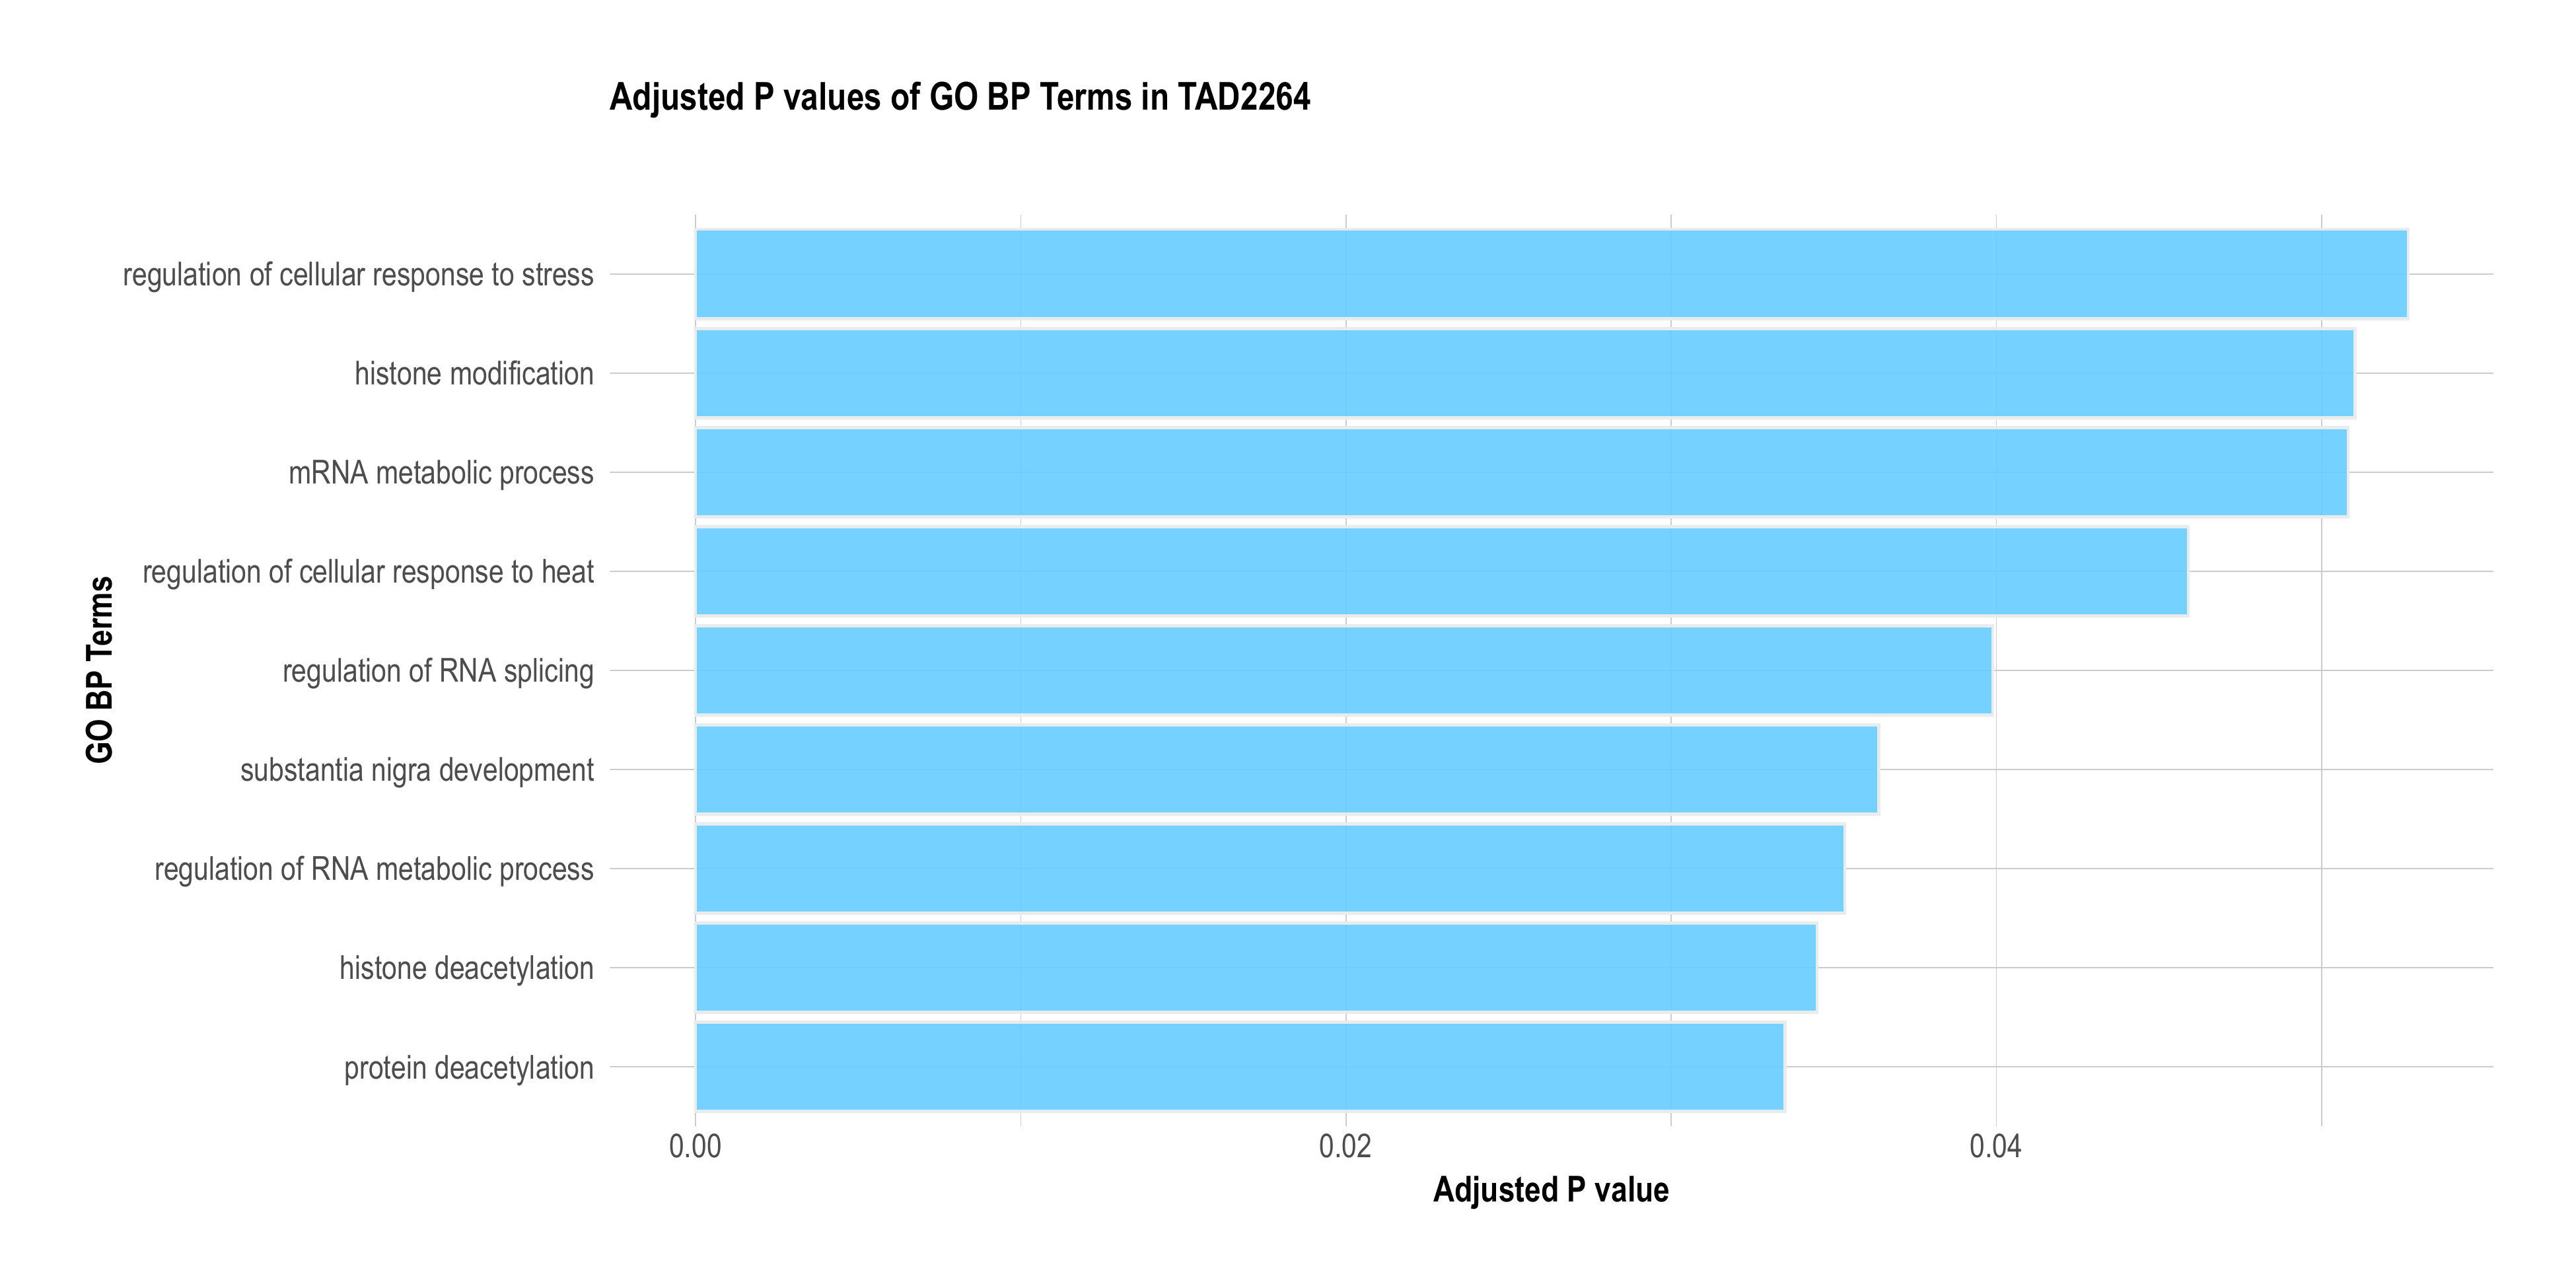 Adjusted P values of GO BP Terms in TAD2264
GO BP Terms
regulation of cellular response to stress
histone modification
mRNA metabolic process
regulation of cellular response to heat
regulation of RNA splicing
substantia nigra development
regulation of RNA metabolic process
histone deacetylation
protein deacetylation
0.00
0.02
0.04
Adjusted P value